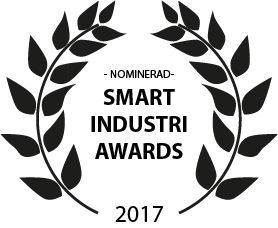 - NOMINERAD-
SMART
INDUSTRI
AWARDS
2017